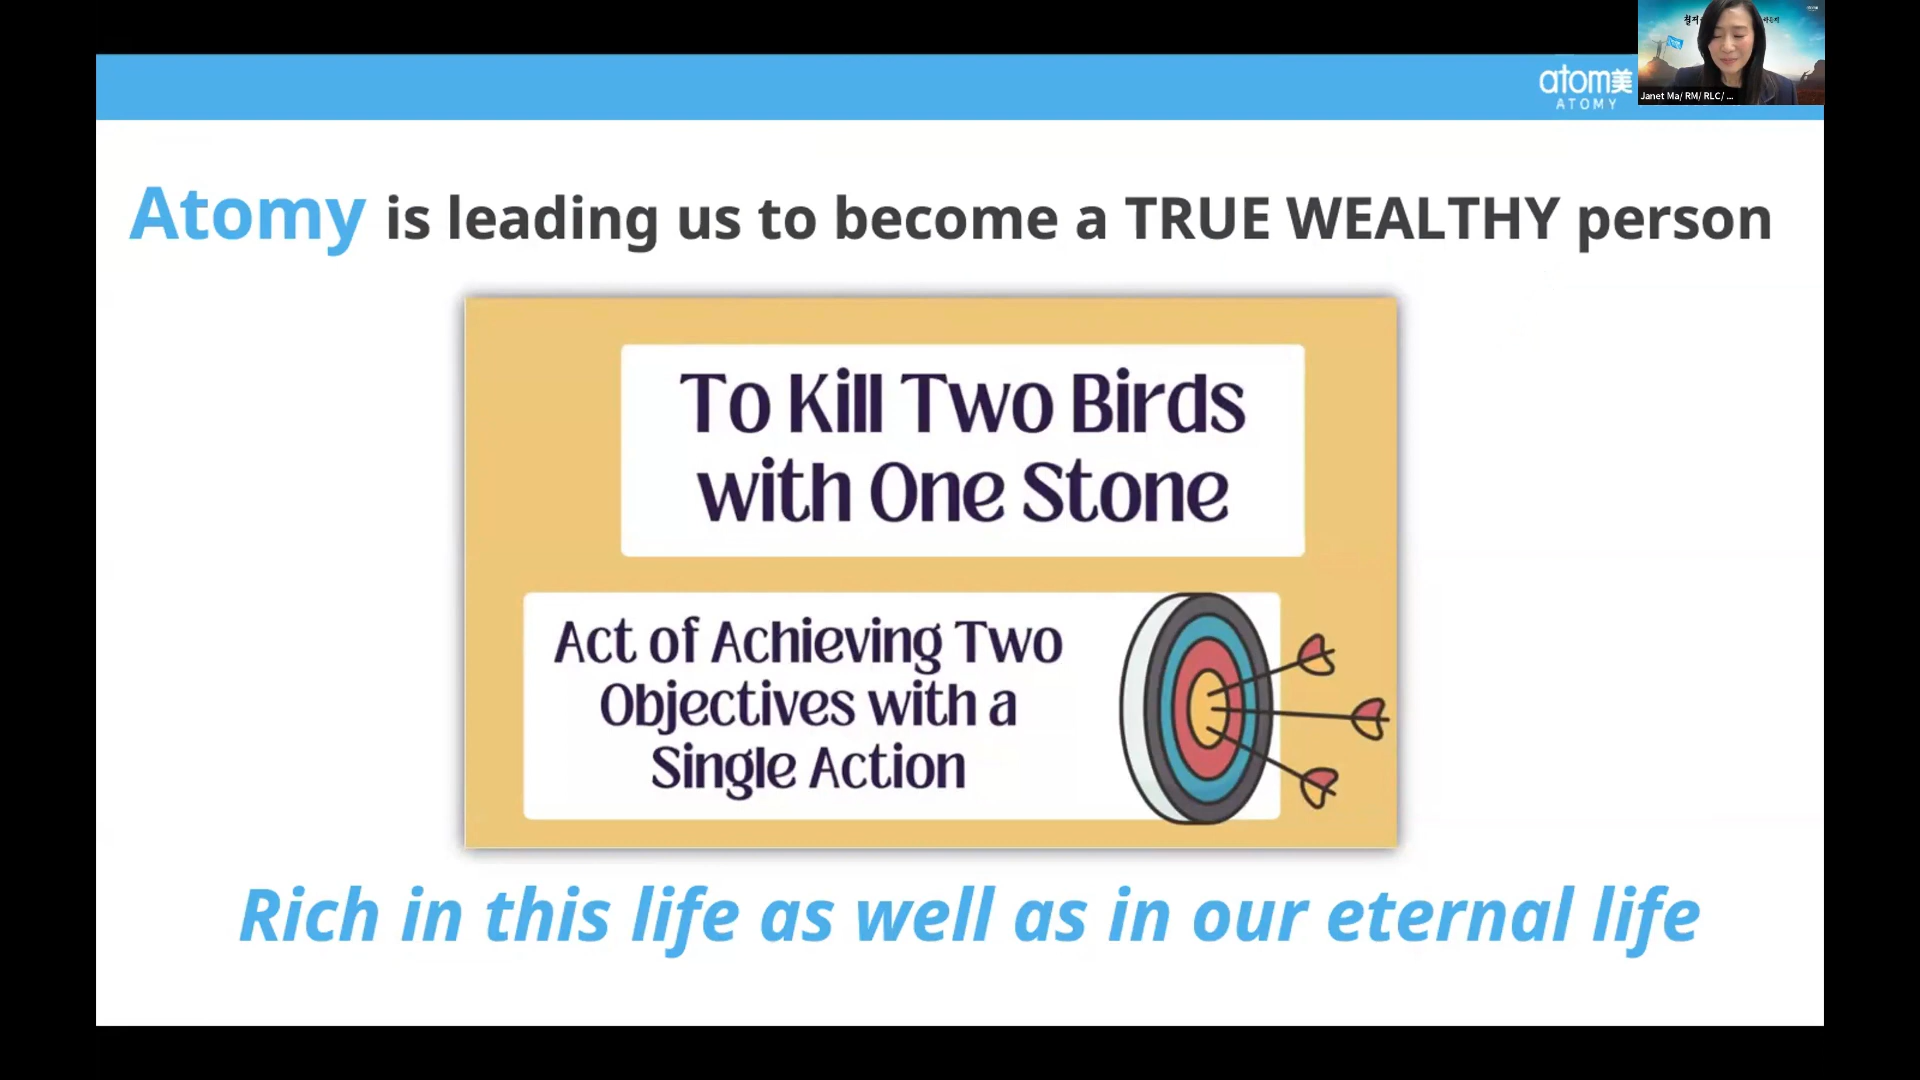 atom美
ATOMY
Janet Ma/ RM/ RLC/ ...
Atomy is leading us to become a TRUE WEALTHY person
To Kill Two Birds
with One Stone
Act of Achieving Two
Objectives with a
Single Action
Rich in this life as well as in our eternal life